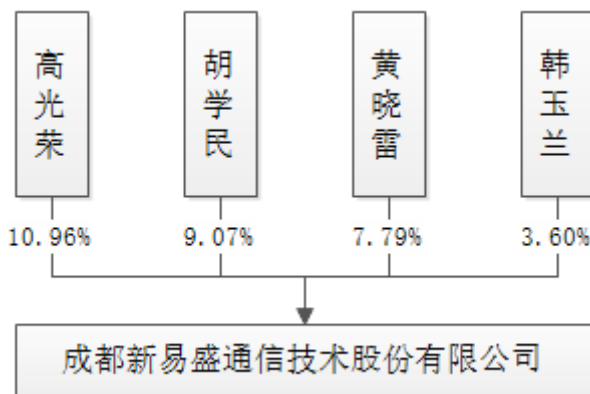 高光荣
胡学民
黄晓雷
韩玉兰
10.96%
9.07%
7.79%
3.60%
成都新易盛通信技术股份有限公司